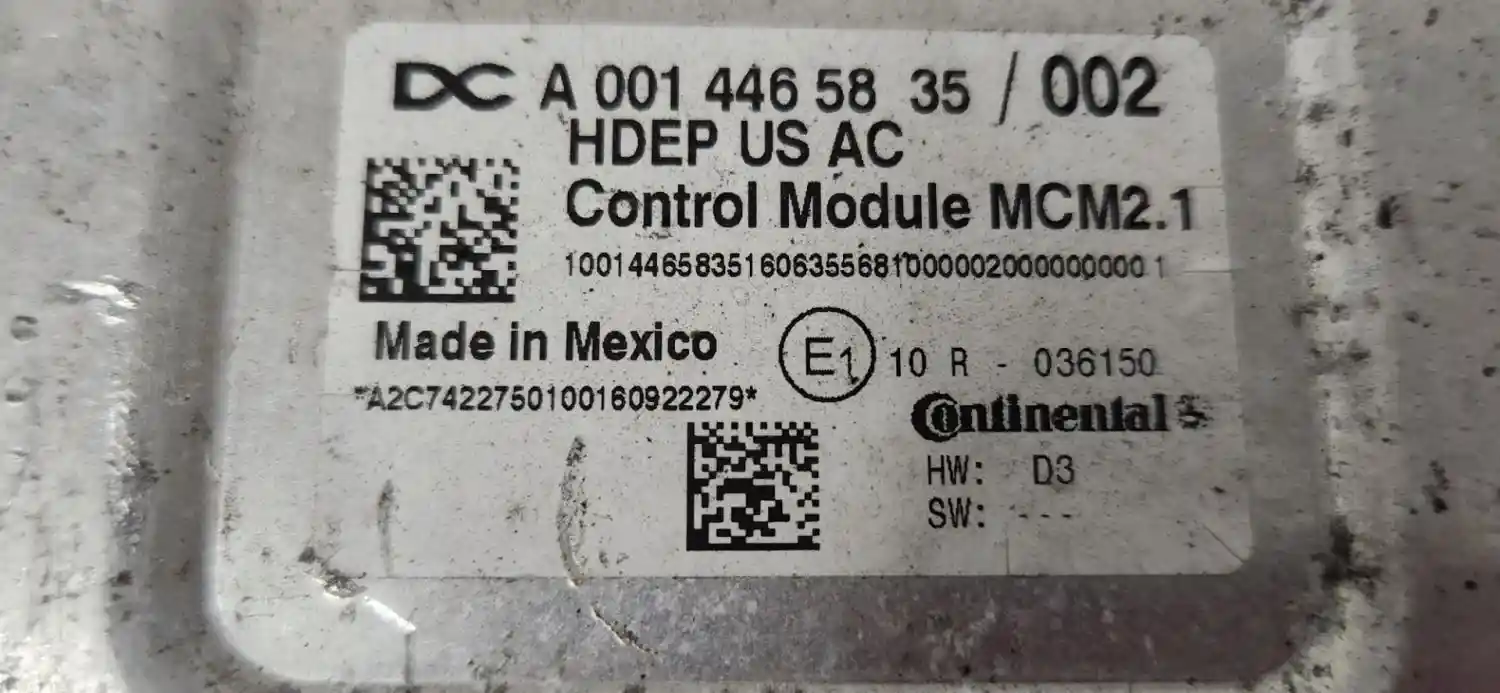 DC A 001 446 58 35 / 002
HDEP US AC
Control Module MCM2.1
10014465835160635568100000200000000001
Made in Mexico
E1 10 R - 036150
*A2C7422750100160922279*
Continental
HW: D3
SW: ---